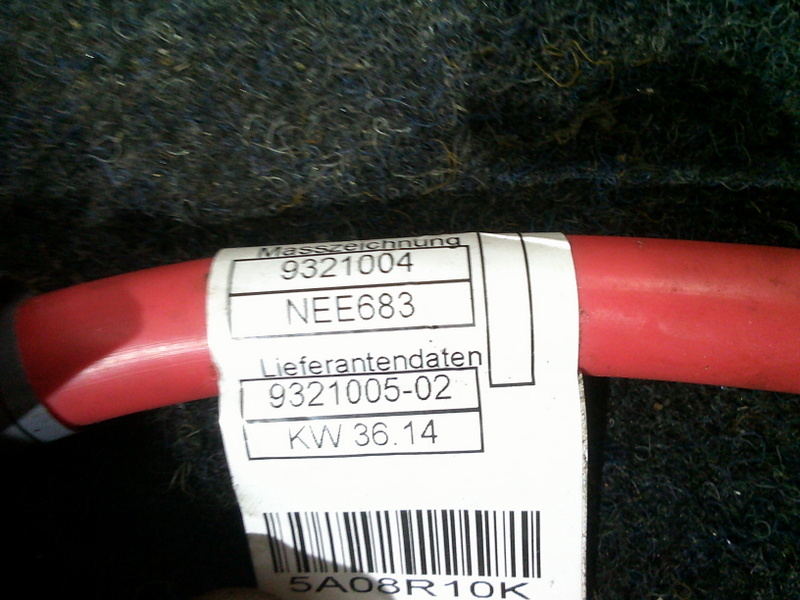 Masszeichnung
9321004
NEE683
Lieferantendaten
9321005-02
KW 36.14
5A08R10K